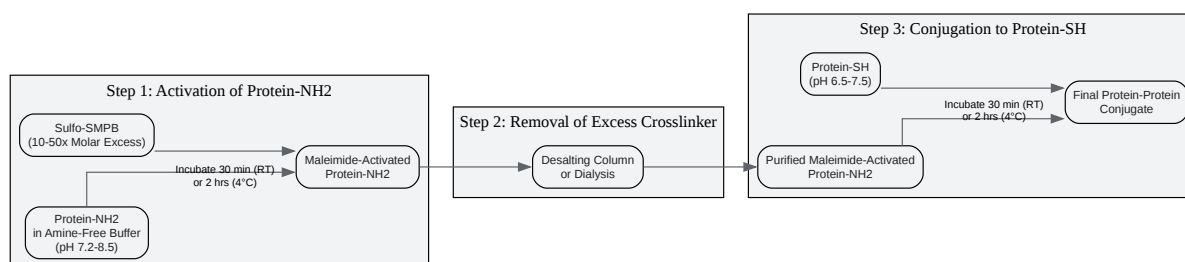 Step 1: Activation of Protein-NH2
Sulfo-SMPB
(10-50x Molar Excess)
Incubate 30 min (RT)
or 2 hrs (4°C)
Maleimide-Activated
Protein-NH2
Protein-NH2
in Amine-Free Buffer
(pH 7.2-8.5)
Step 2: Removal of Excess Crosslinker
Desalting Column
or Dialysis
Step 3: Conjugation to Protein-SH
Protein-SH
(pH 6.5-7.5)
Incubate 30 min (RT)
or 2 hrs (4°C)
Final Protein-Protein
Conjugate
Purified Maleimide-Activated
Protein-NH2